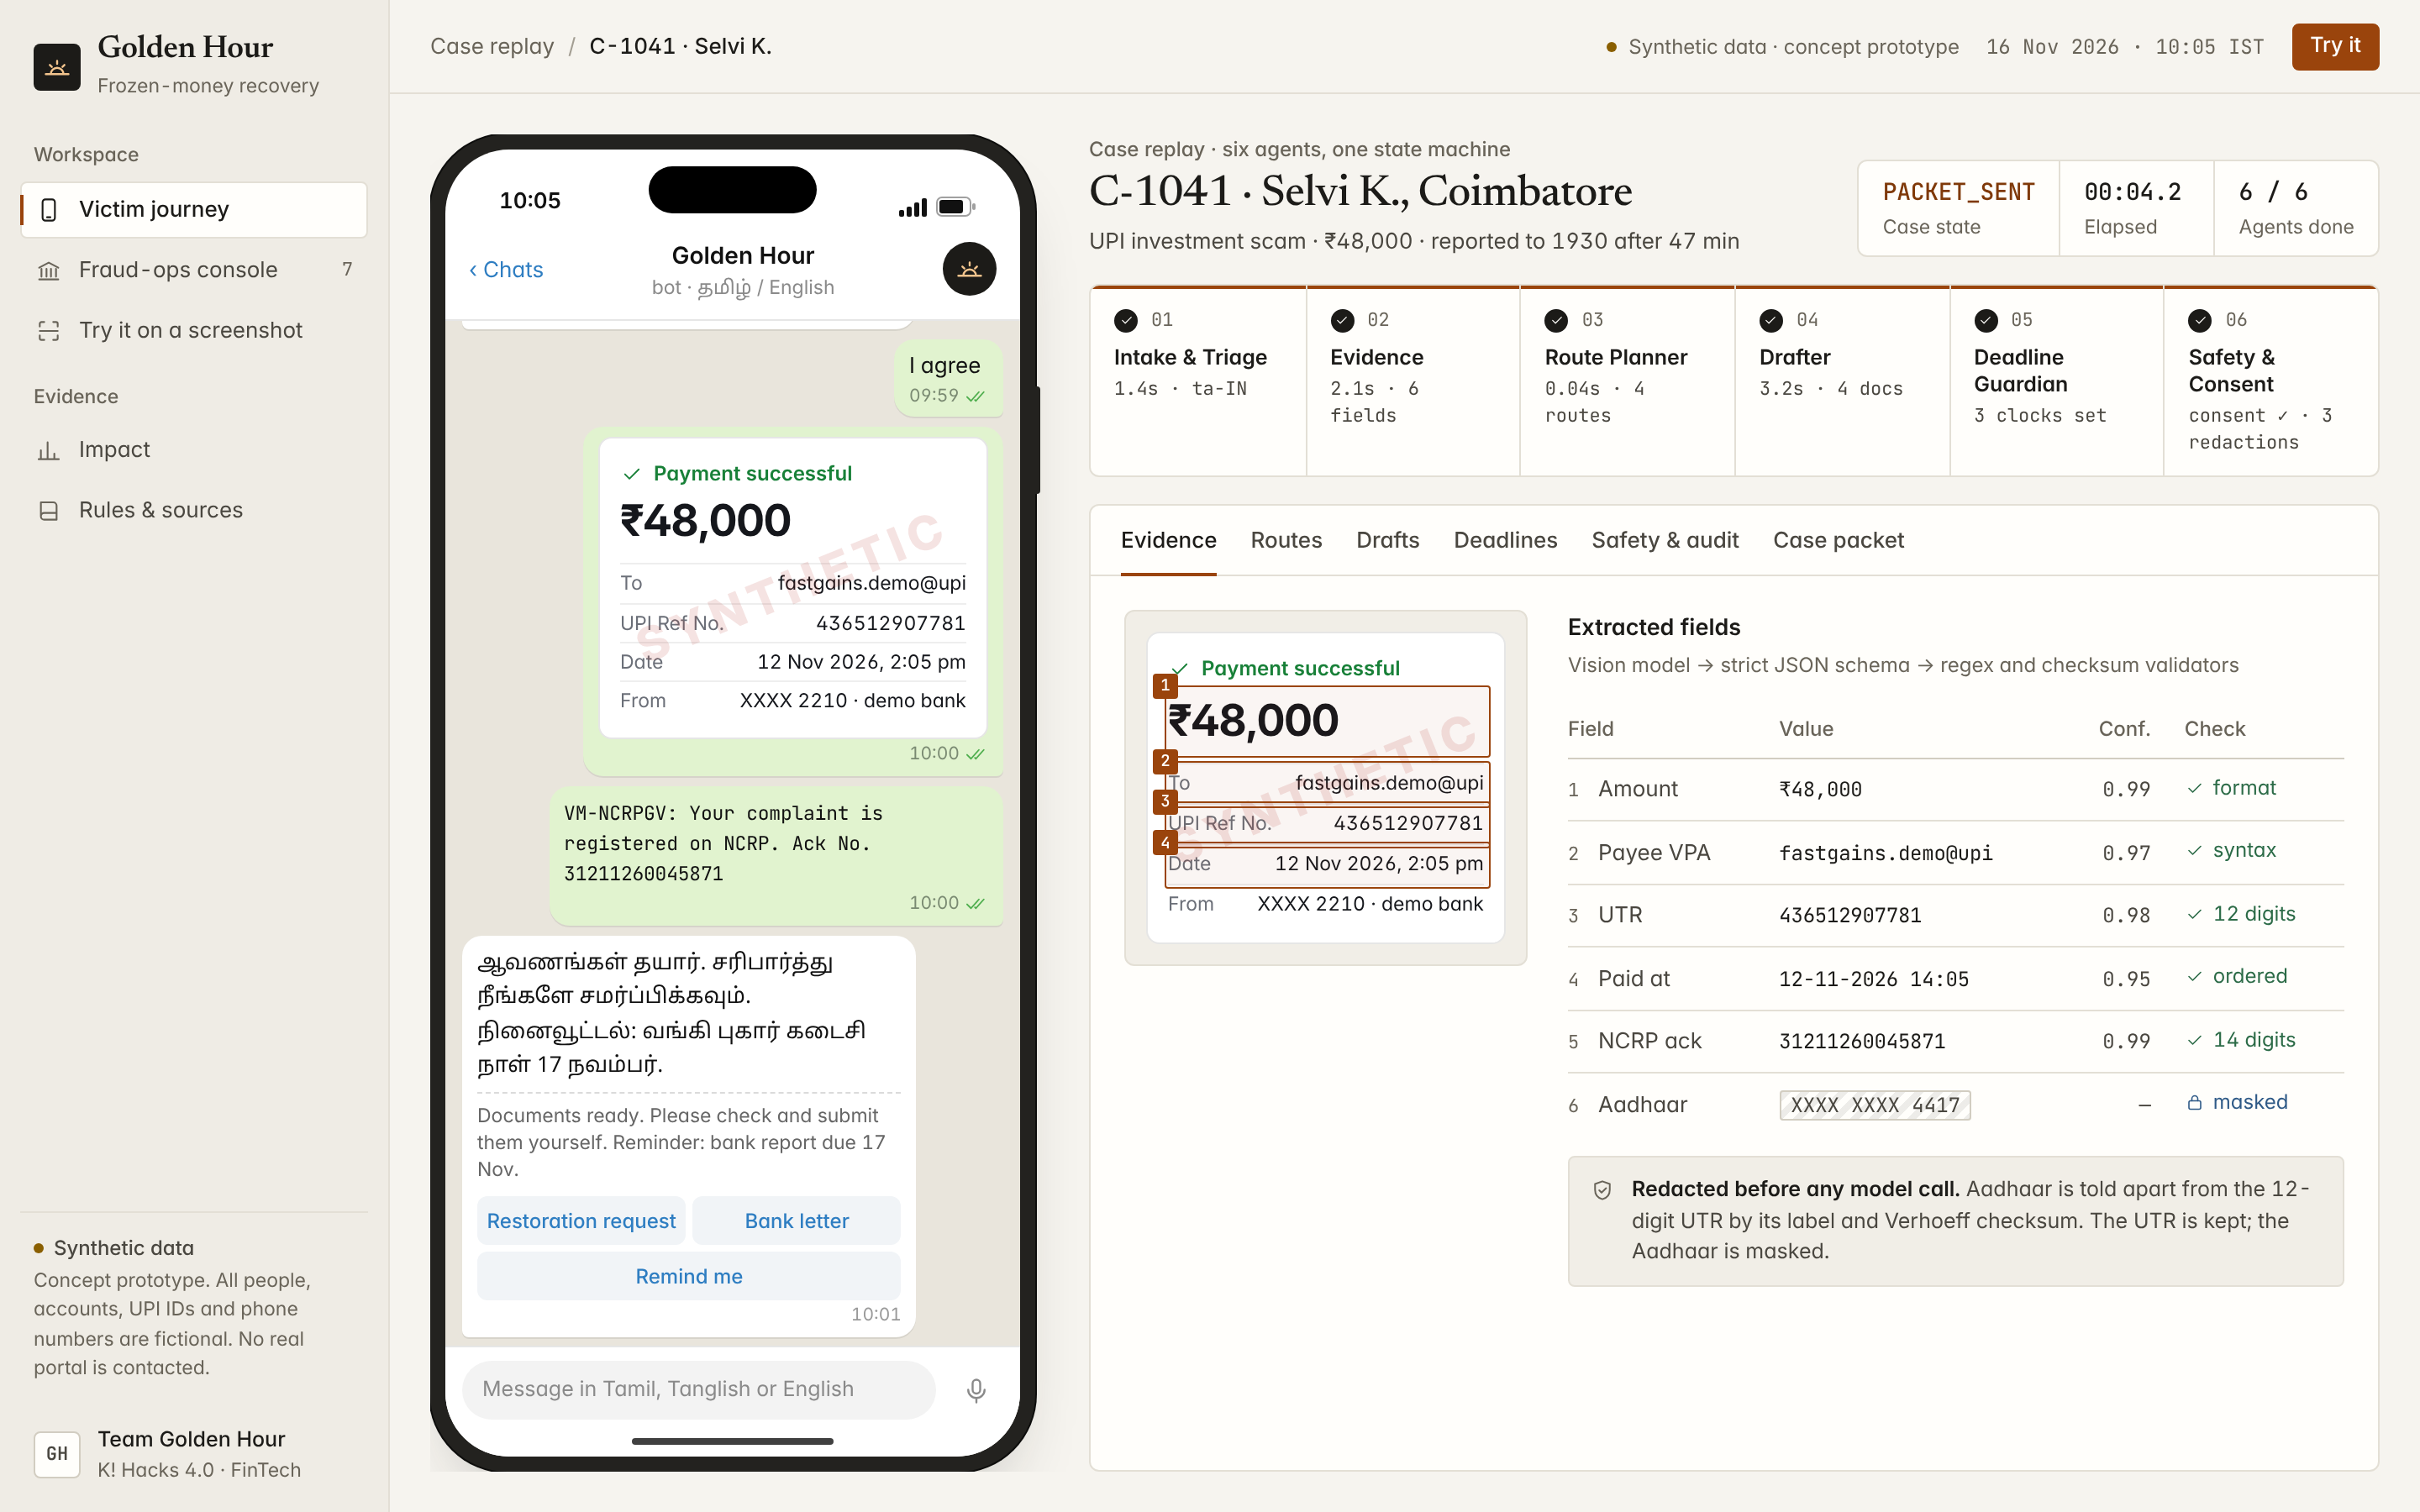 Golden Hour
Frozen-money recovery
Workspace
Victim journey
Fraud-ops console 7
Try it on a screenshot
Evidence
Impact
Rules & sources
Synthetic data
Concept prototype. All people,
accounts, UPI IDs and phone
numbers are fictional. No real
portal is contacted.
GH
Team Golden Hour
K! Hacks 4.0 · FinTech
Case replay / C-1041 · Selvi K.
Synthetic data · concept prototype 16 Nov 2026 · 10:05 IST Try it
10:05
‹ Chats
Golden Hour
bot · தமிழ் / English
I agree
09:59
Payment successful
₹48,000
To fastgains.demo@upi
UPI Ref No. 436512907781
Date 12 Nov 2026, 2:05 pm
From XXXX 2210 · demo bank
SYNTHETIC
10:00
VM-NCRPGV: Your complaint is
registered on NCRP. Ack No.
31211260045871
10:00
ஆவணங்கள் தயார். சரிபார்த்து
நீங்களே சமர்ப்பிக்கவும்.
நினைவூட்டல்: வங்கி புகார் கடைசி
நாள் 17 நவம்பர்.
Documents ready. Please check and submit
them yourself. Reminder: bank report due 17
Nov.
Restoration request Bank letter
Remind me
10:01
Message in Tamil, Tanglish or English
Case replay · six agents, one state machine
C-1041 · Selvi K., Coimbatore
UPI investment scam · ₹48,000 · reported to 1930 after 47 min
PACKET_SENT 00:04.2 6 / 6
Case state Elapsed Agents done
01
Intake & Triage
1.4s · ta-IN
02
Evidence
2.1s · 6
fields
03
Route Planner
0.04s · 4
routes
04
Drafter
3.2s · 4 docs
05
Deadline
Guardian
3 clocks set
06
Safety &
Consent
consent ✓ · 3
redactions
Evidence Routes Drafts Deadlines Safety & audit Case packet
Payment successful
1
₹48,000
2
To fastgains.demo@upi
3
UPI Ref No. 436512907781
4
Date 12 Nov 2026, 2:05 pm
From XXXX 2210 · demo bank
SYNTHETIC
Extracted fields
Vision model → strict JSON schema → regex and checksum validators
Field Value Conf. Check
1 Amount ₹48,000 0.99 ✓ format
2 Payee VPA fastgains.demo@upi 0.97 ✓ syntax
3 UTR 436512907781 0.98 ✓ 12 digits
4 Paid at 12-11-2026 14:05 0.95 ✓ ordered
5 NCRP ack 31211260045871 0.99 ✓ 14 digits
6 Aadhaar XXXX XXXX 4417 — masked
Redacted before any model call. Aadhaar is told apart from the 12-
digit UTR by its label and Verhoeff checksum. The UTR is kept; the
Aadhaar is masked.